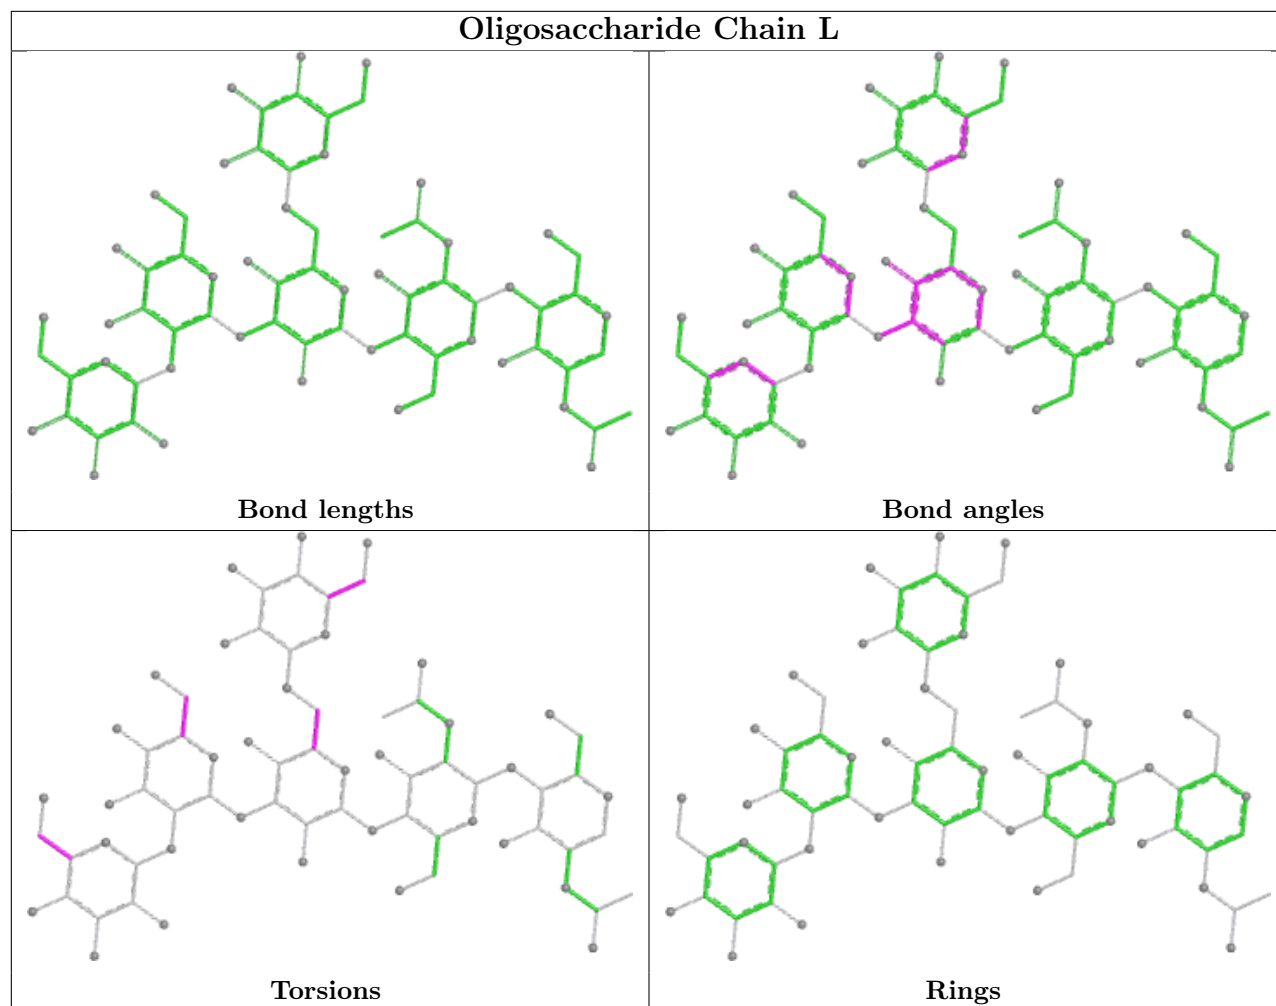 Oligosaccharide Chain L
Bond lengths
Bond angles
Torsions
Rings